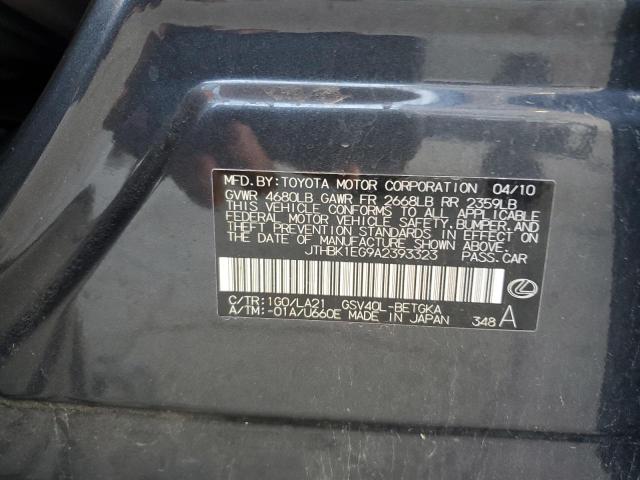 MFD. BY: TOYOTA MOTOR CORPORATION 04/10
GVWR 4680LB GAWR FR 2668LB RR 2359LB
THIS VEHICLE CONFORMS TO ALL APPLICABLE
FEDERAL MOTOR VEHICLE SAFETY, BUMPER, AND
THEFT PREVENTION STANDARDS IN EFFECT ON
THE DATE OF MANUFACTURE SHOWN ABOVE.
JTHBK1EG9A2393323 PASS. CAR
C/TR: 1G0/LA21 GSV40L-BETGKA
A/TM: -01A/U660E MADE IN JAPAN 348 A